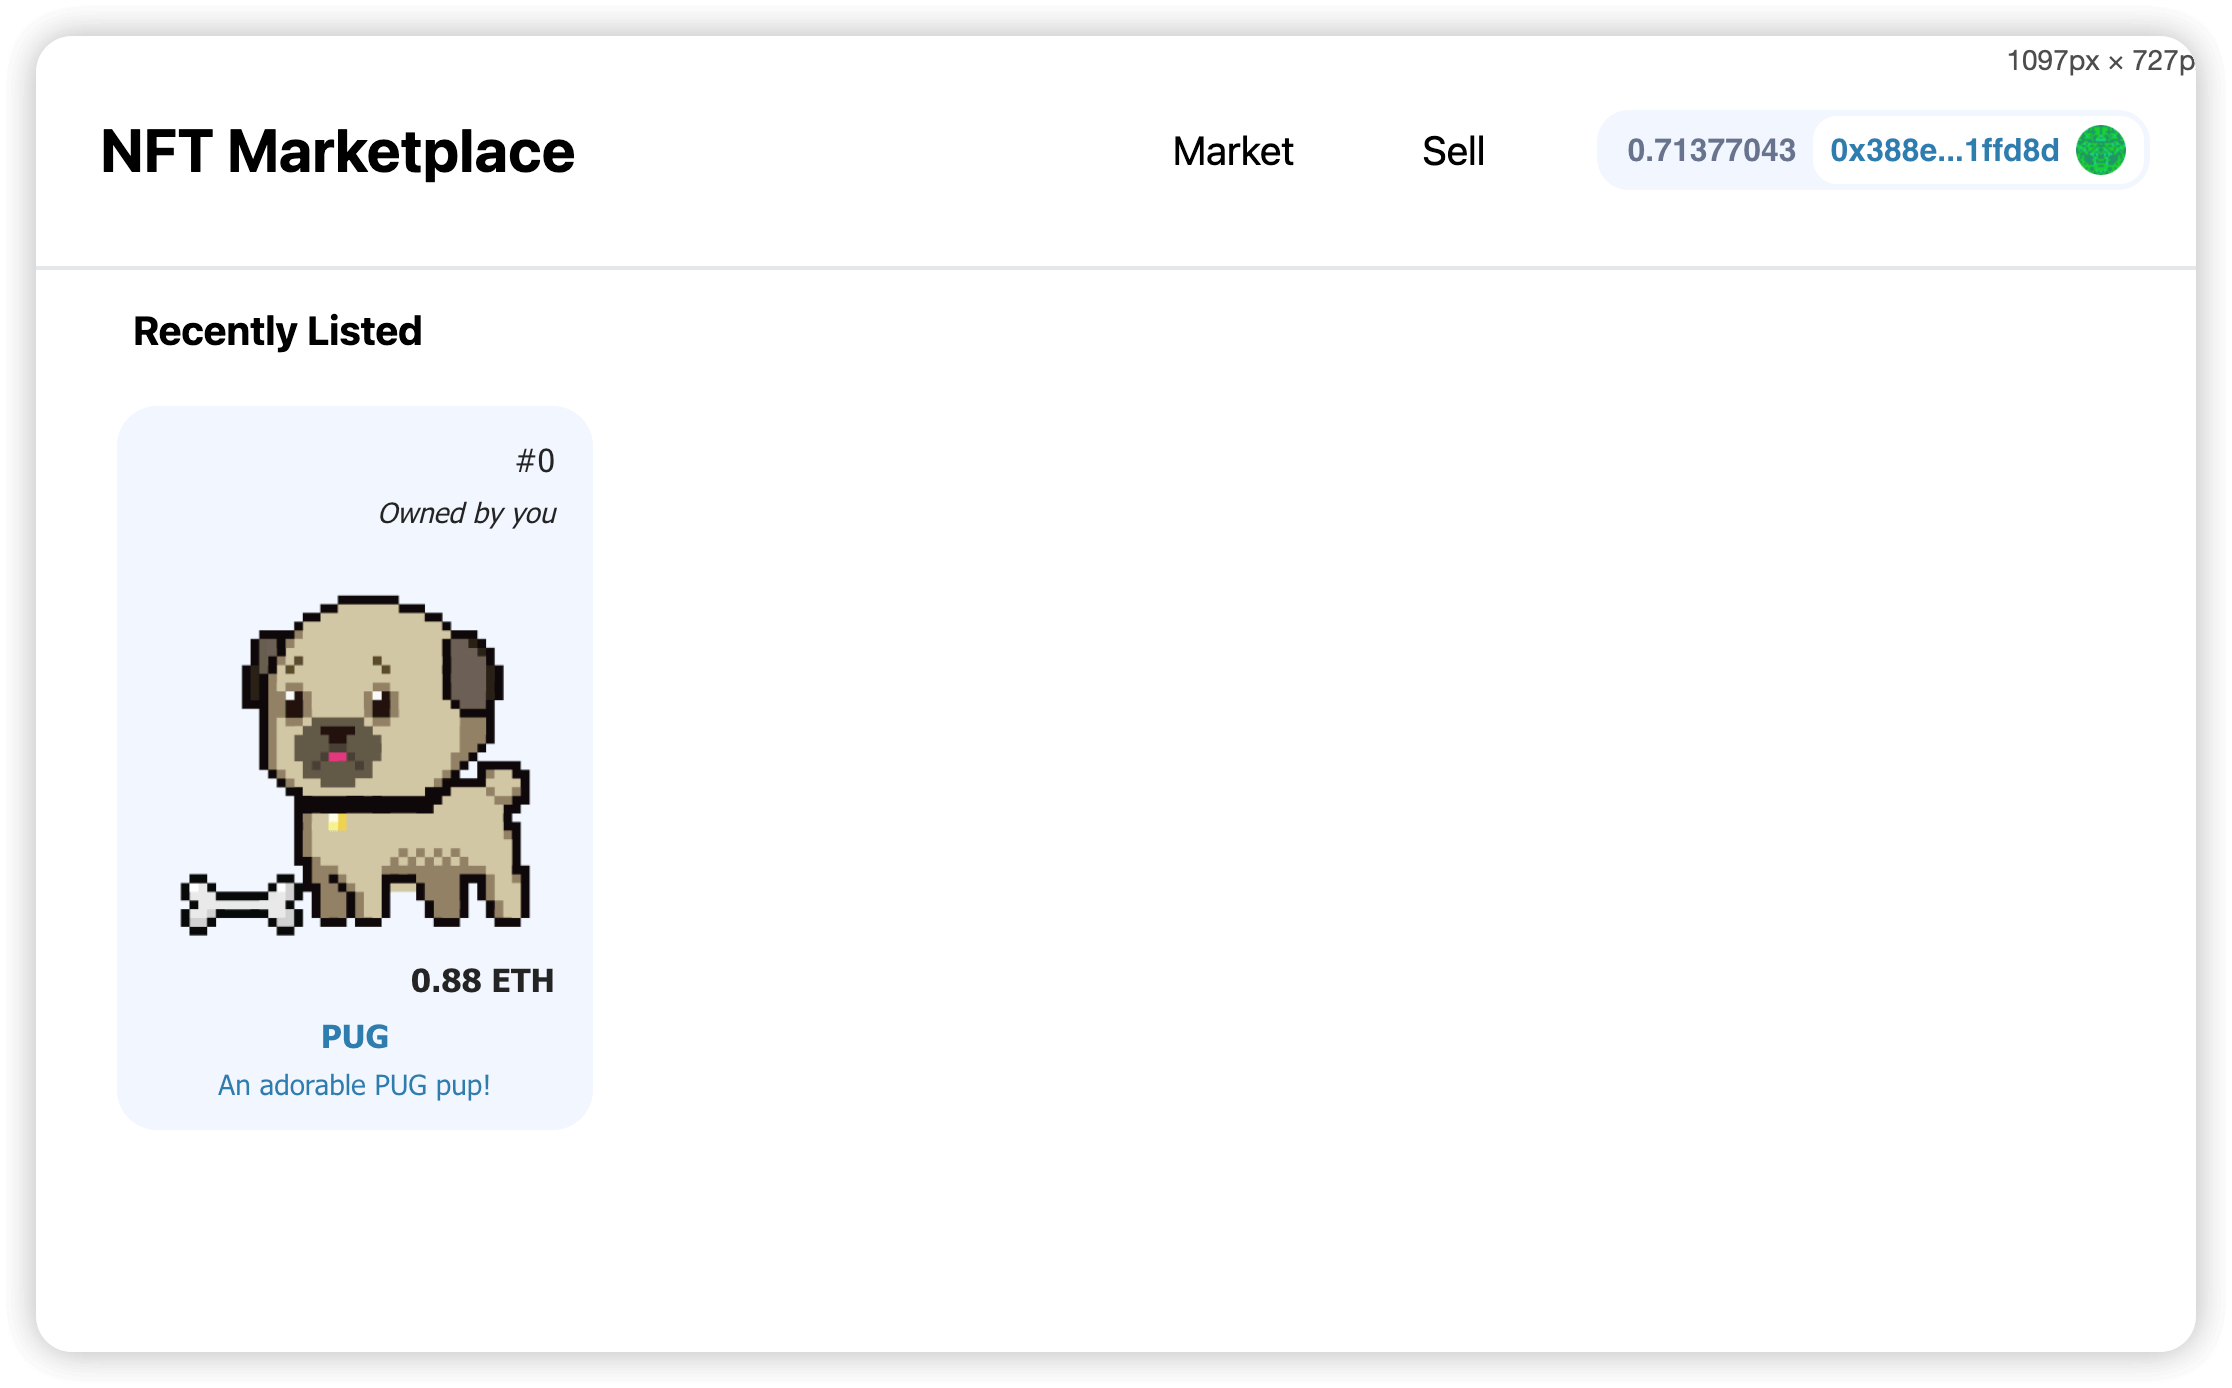 1097px × 727p
NFT Marketplace
Market
Sell
0.71377043
0x388e...1ffd8d
Recently Listed
#0
Owned by you
0.88 ETH
PUG
An adorable PUG pup!